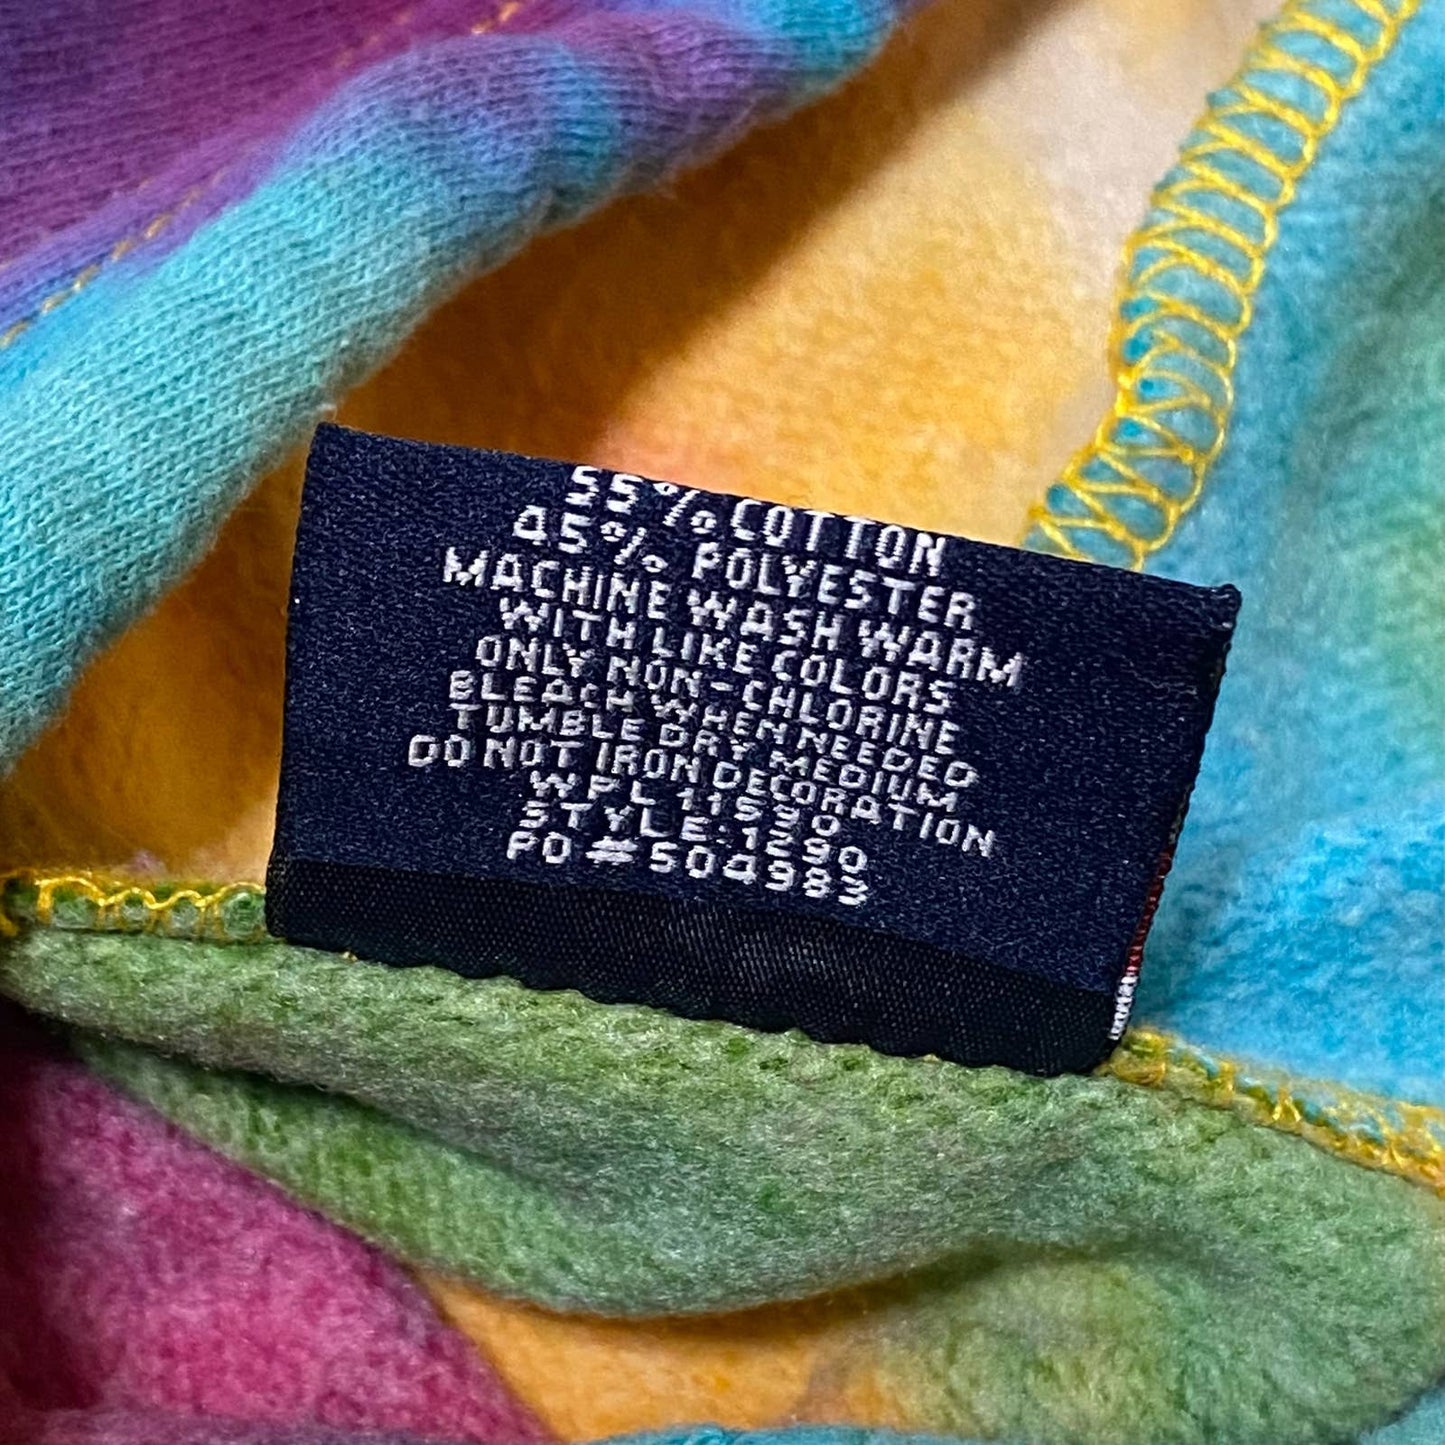 55% COTTON
45% POLYESTER
MACHINE WASH WARM
WITH LIKE COLORS
ONLY NON-CHLORINE
BLEACH WHEN NEEDED
TUMBLE DRY MEDIUM
DO NOT IRON DECORATION
WPL 11590
STYLE: 1290
PO #504983